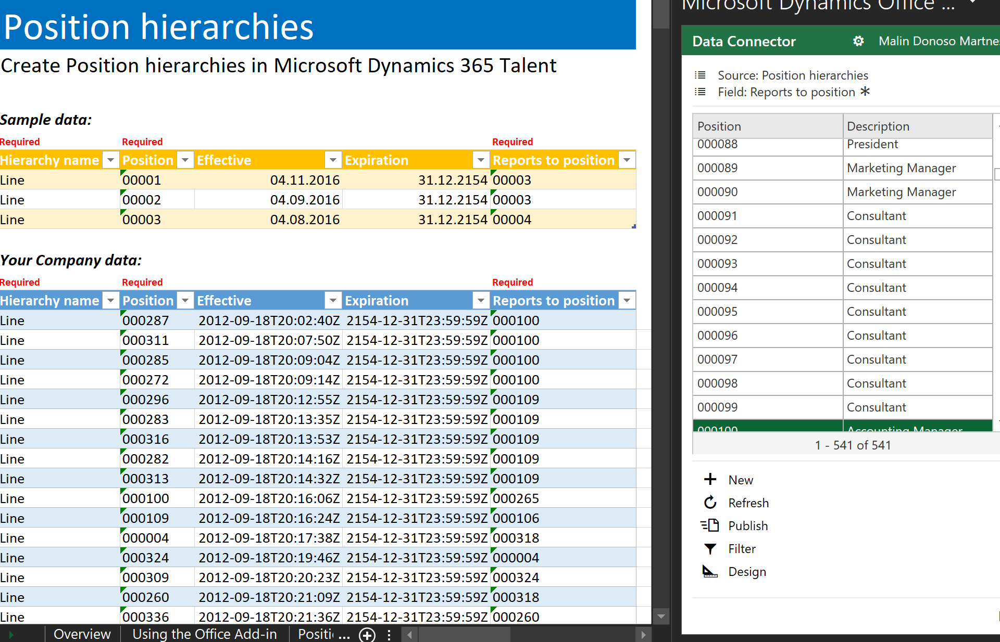 Position hierarchies
Create Position hierarchies in Microsoft Dynamics 365 Talent
Sample data:
Required Required Required
Hierarchy name Position Effective Expiration Reports to position
Line 00001 04.11.2016 31.12.2154 00003
Line 00002 04.09.2016 31.12.2154 00003
Line 00003 04.08.2016 31.12.2154 00004
Your Company data:
Required Required Required
Hierarchy name Position Effective Expiration Reports to position
Line 000287 2012-09-18T20:02:40Z 2154-12-31T23:59:59Z 000100
Line 000311 2012-09-18T20:07:50Z 2154-12-31T23:59:59Z 000100
Line 000285 2012-09-18T20:09:04Z 2154-12-31T23:59:59Z 000100
Line 000272 2012-09-18T20:09:14Z 2154-12-31T23:59:59Z 000100
Line 000296 2012-09-18T20:12:55Z 2154-12-31T23:59:59Z 000109
Line 000283 2012-09-18T20:13:35Z 2154-12-31T23:59:59Z 000109
Line 000316 2012-09-18T20:13:53Z 2154-12-31T23:59:59Z 000109
Line 000282 2012-09-18T20:14:16Z 2154-12-31T23:59:59Z 000109
Line 000313 2012-09-18T20:14:32Z 2154-12-31T23:59:59Z 000109
Line 000100 2012-09-18T20:16:06Z 2154-12-31T23:59:59Z 000265
Line 000109 2012-09-18T20:16:24Z 2154-12-31T23:59:59Z 000106
Line 000004 2012-09-18T20:17:38Z 2154-12-31T23:59:59Z 000318
Line 000324 2012-09-18T20:19:46Z 2154-12-31T23:59:59Z 000004
Line 000309 2012-09-18T20:20:23Z 2154-12-31T23:59:59Z 000324
Line 000260 2012-09-18T20:21:09Z 2154-12-31T23:59:59Z 000318
Line 000336 2012-09-18T20:21:36Z 2154-12-31T23:59:59Z 000260
Overview Using the Office Add-in Positi ...
Microsoft Dynamics Office ...
Data Connector Malin Donoso Martne
Source: Position hierarchies
Field: Reports to position *
Position Description
000088 President
000089 Marketing Manager
000090 Marketing Manager
000091 Consultant
000092 Consultant
000093 Consultant
000094 Consultant
000095 Consultant
000096 Consultant
000097 Consultant
000098 Consultant
000099 Consultant
000100 Accounting Manager
1 - 541 of 541
New
Refresh
Publish
Filter
Design